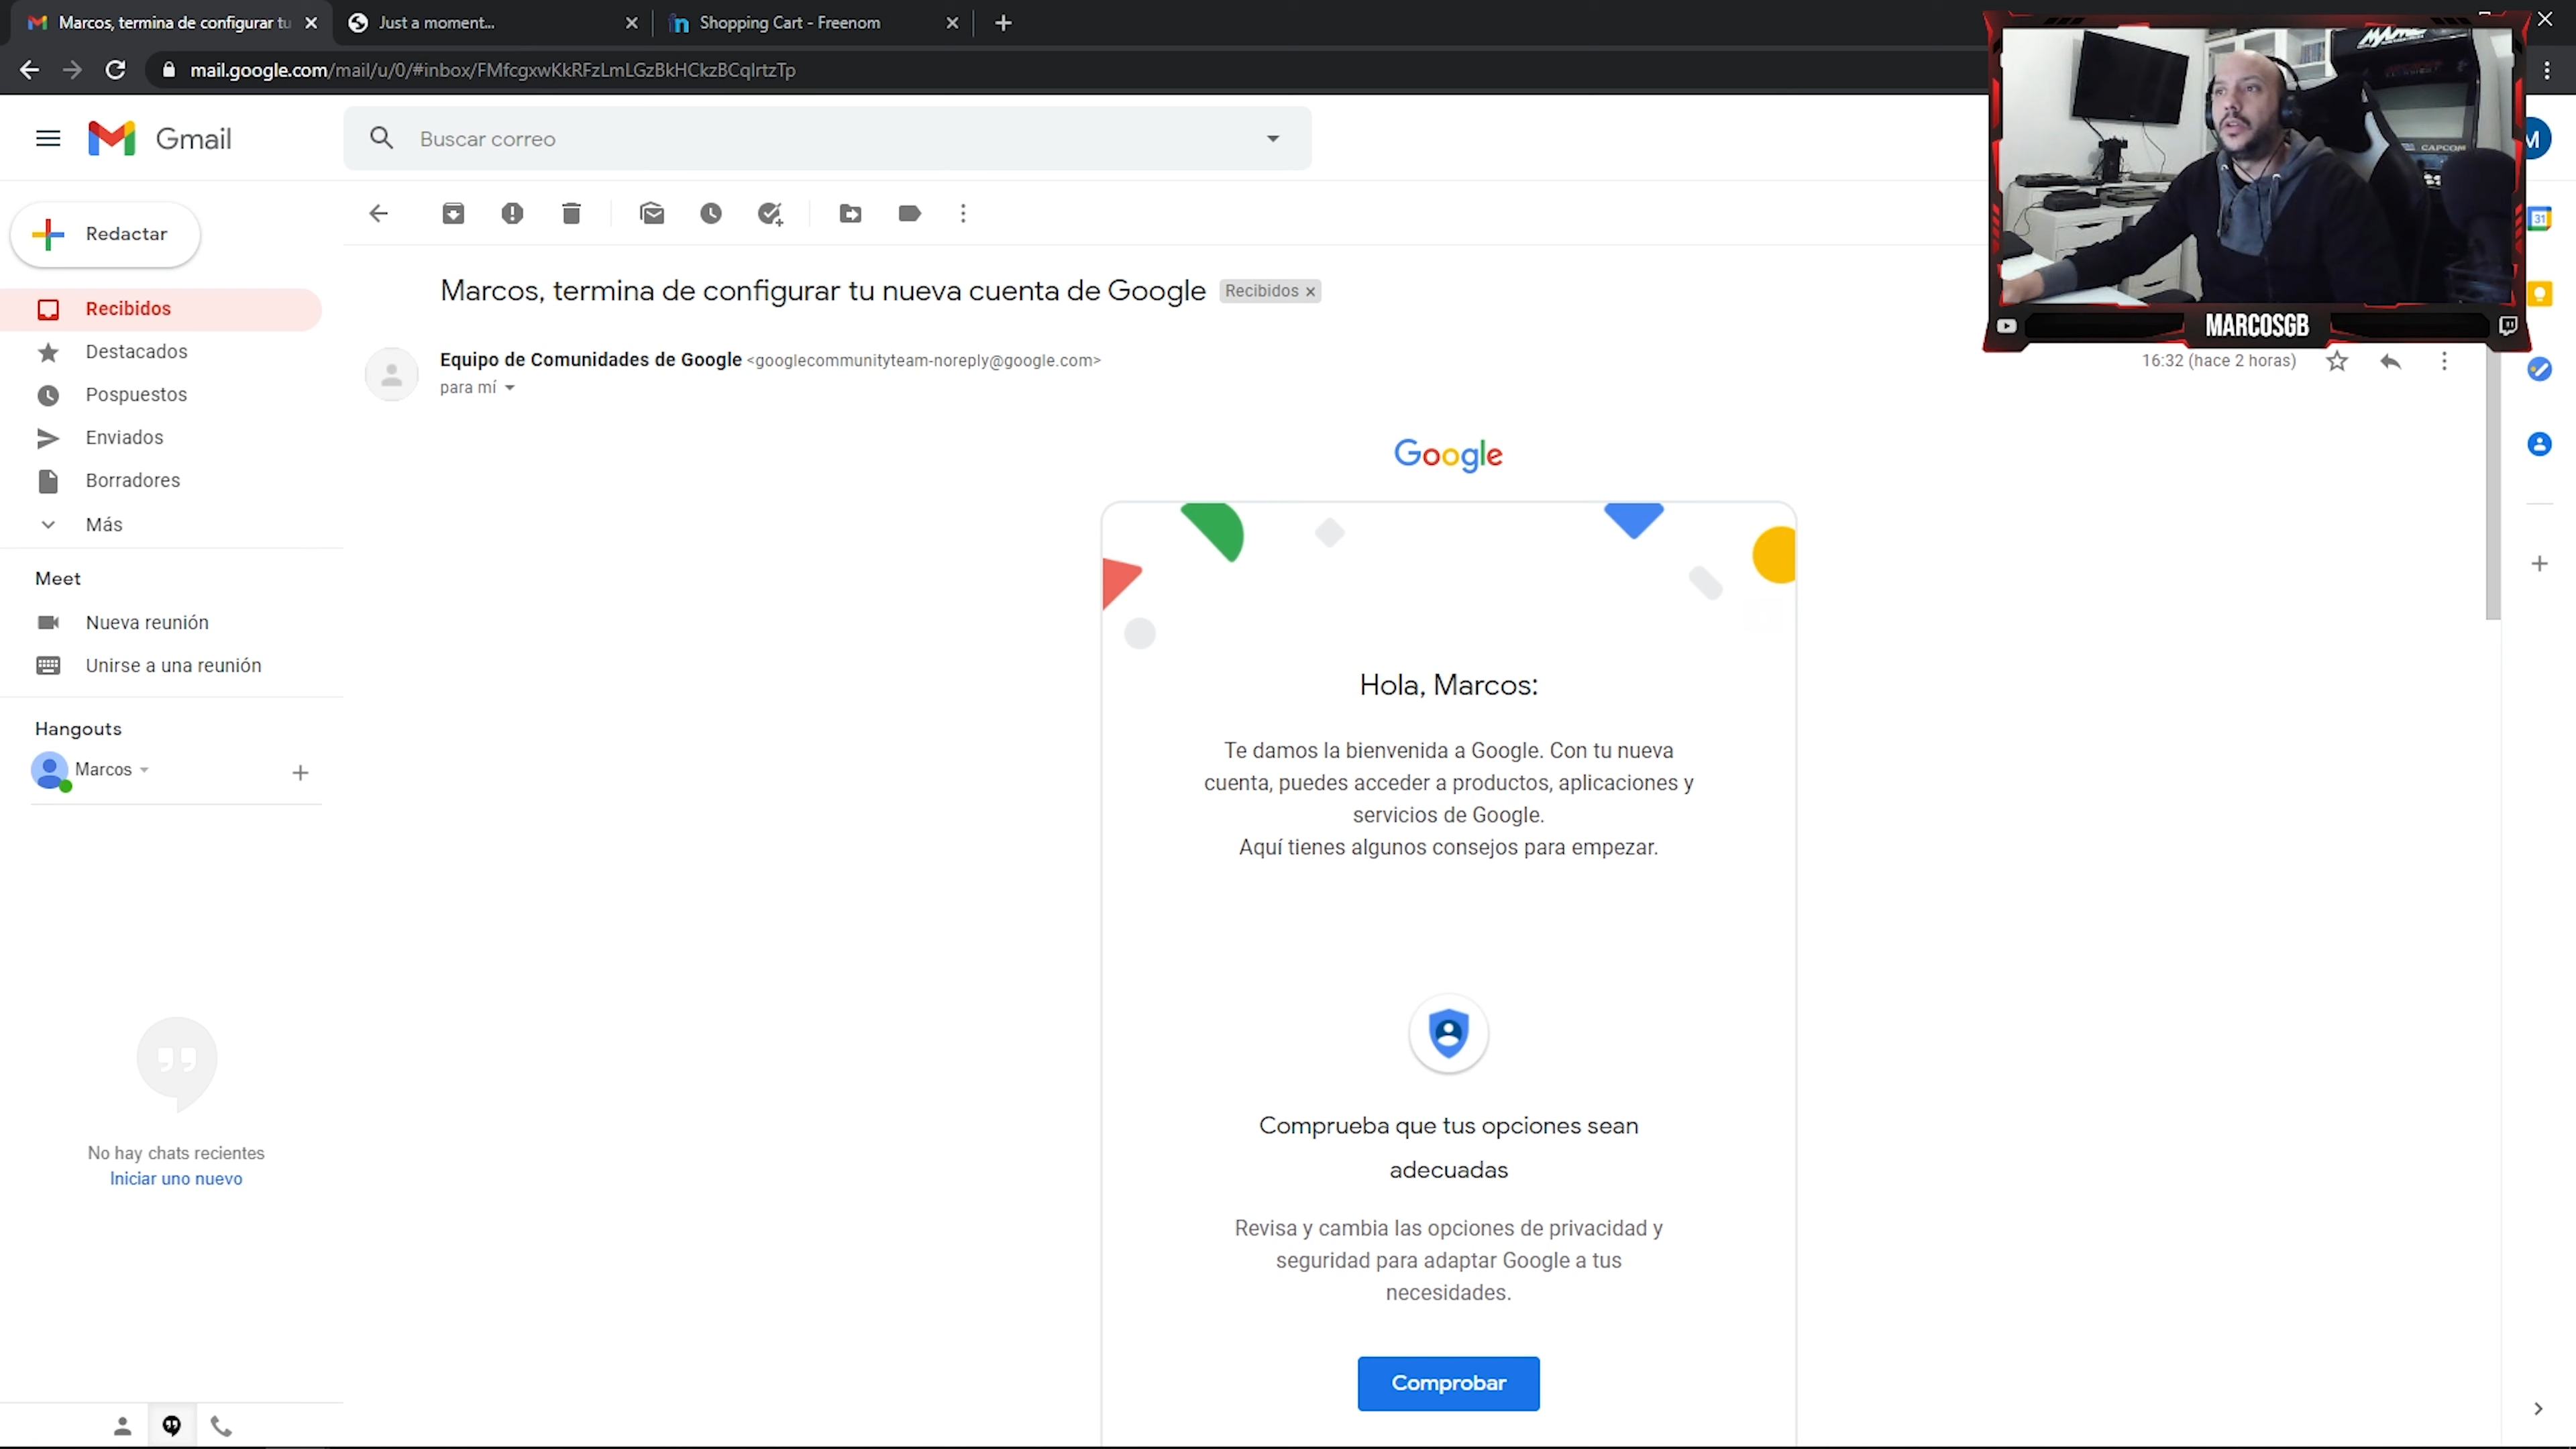 Marcos, termina de configurar tu
Just a moment...
Shopping Cart - Freenom
mail.google.com/mail/u/0/#inbox/FMfcgxwKkRFzLmLGzBkHCkzBCqlrtzTp
Gmail
Buscar correo
M
Redactar
Marcos, termina de configurar tu nueva cuenta de Google
Recibidos
Recibidos
Destacados
Pospuestos
Enviados
Borradores
Más
Equipo de Comunidades de Google <googlecommunityteam-noreply@google.com>
para mí
16:32 (hace 2 horas)
MARCOSGB
CAPCOM
31
Meet
Nueva reunión
Unirse a una reunión
Hangouts
Marcos
No hay chats recientes
Iniciar uno nuevo
Google
Hola, Marcos:
Te damos la bienvenida a Google. Con tu nueva
cuenta, puedes acceder a productos, aplicaciones y
servicios de Google.
Aquí tienes algunos consejos para empezar.
Comprueba que tus opciones sean
adecuadas
Revisa y cambia las opciones de privacidad y
seguridad para adaptar Google a tus
necesidades.
Comprobar